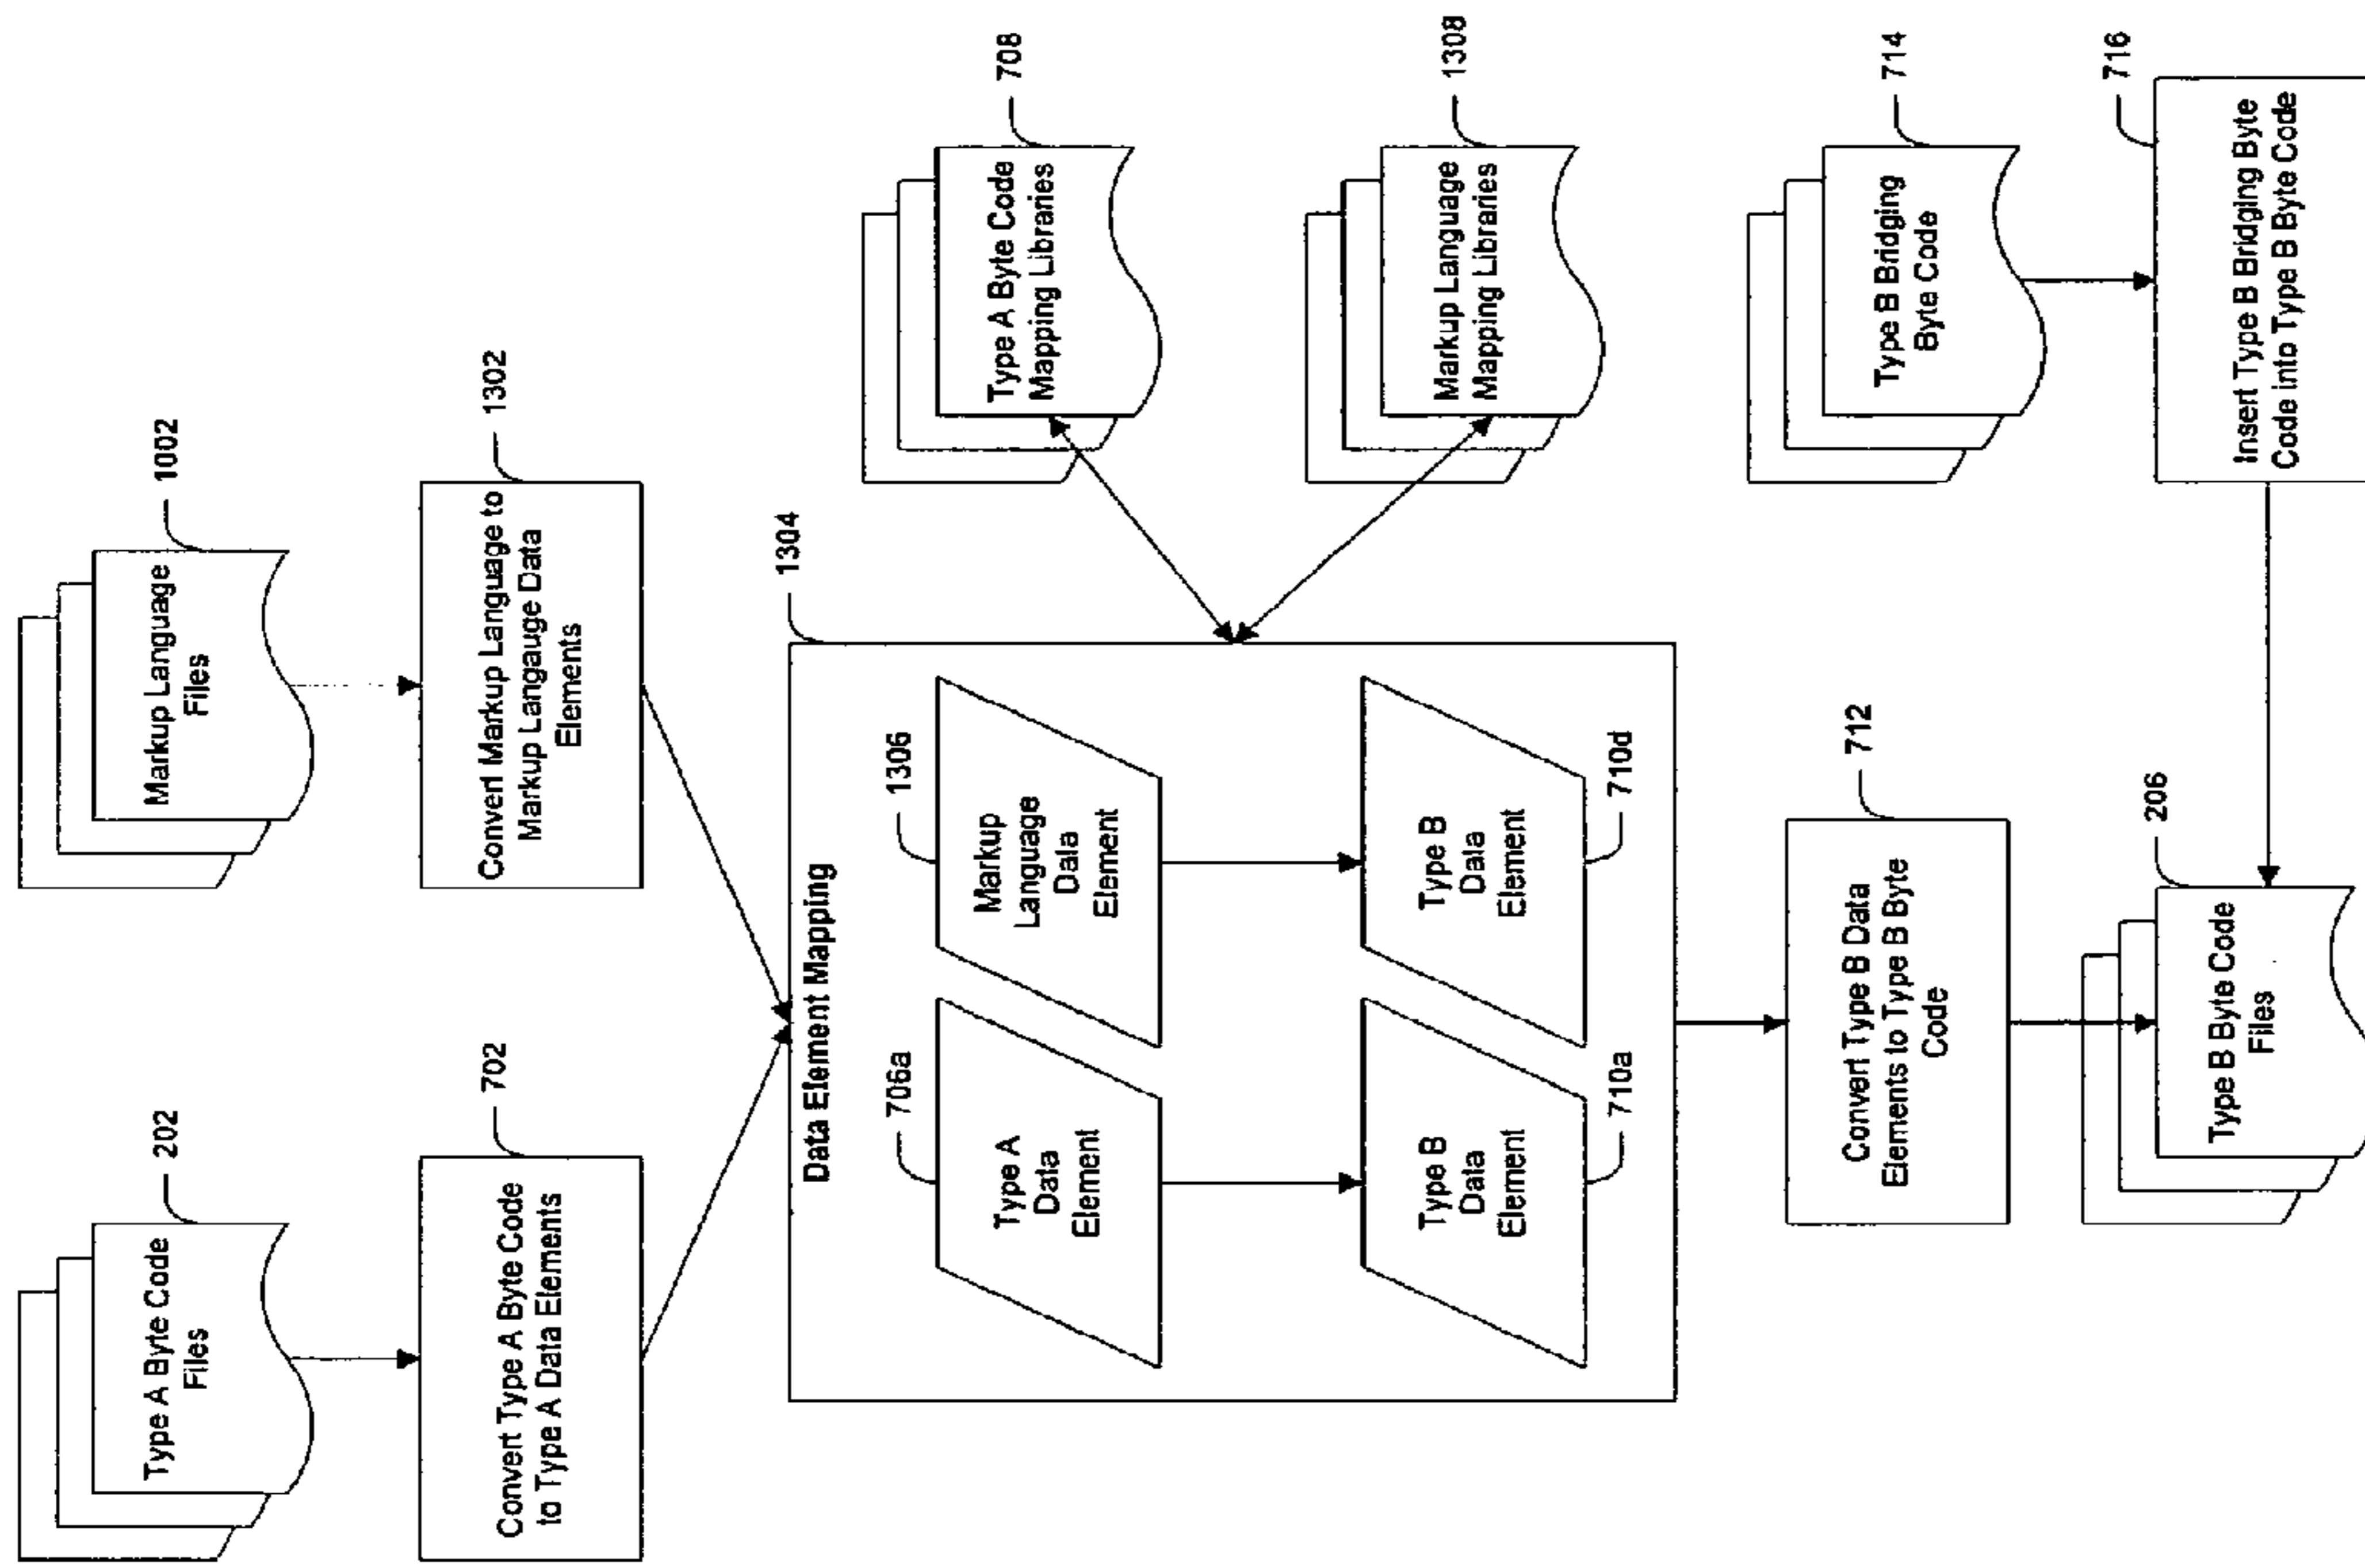 202
Type A Byte Code
Files
702
Convert Type A Byte Code
to Type A Data Elements
1002
Markup Language
Files
1302
Convert Markup Language to
Markup Langauge Data
Elements
1304
Data Element Mapping
706a
Type A
Data
Element
1306
Markup
Language
Data
Element
Type B
Data
Element
710a
Type B
Data
Element
710d
708
Type A Byte Code
Mapping Libraries
1308
Markup Language
Mapping Libraries
712
Convert Type B Data
Elements to Type B Byte
Code
206
Type B Byte Code
Files
714
Type B Bridging
Byte Code
716
Insert Type B Bridging Byte
Code into Type B Byte Code